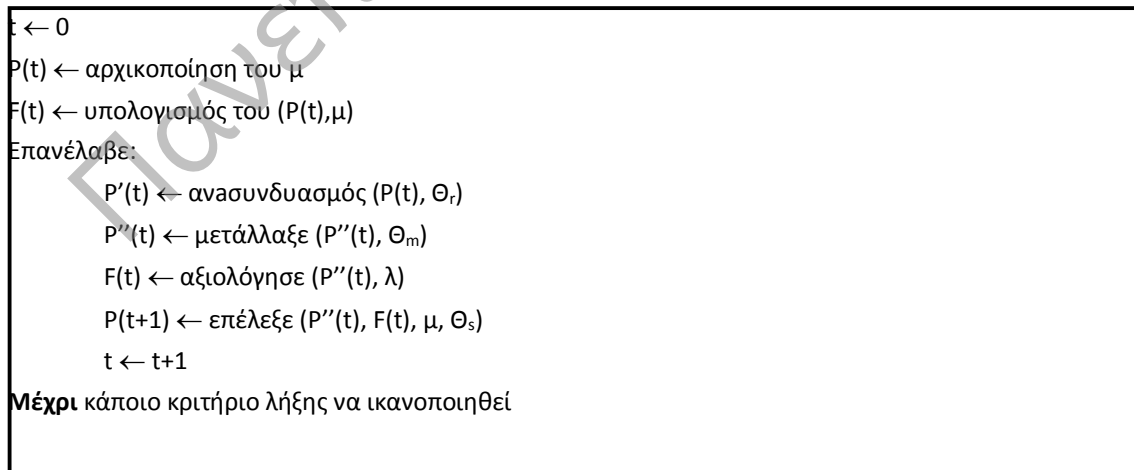 t ← 0
P(t) ← αρχικοποίηση του μ
F(t) ← υπολογισμός του (P(t),μ)
Επανέλαβε:
P’(t) ← ανaσυνδυασμός (P(t), Θr)
P’’(t) ← μετάλλαξε (P’’(t), Θm)
F(t) ← αξιολόγησε (P’’(t), λ)
P(t+1) ← επέλεξε (P’’(t), F(t), μ, Θs)
t ← t+1
Μέχρι κάποιο κριτήριο λήξης να ικανοποιηθεί